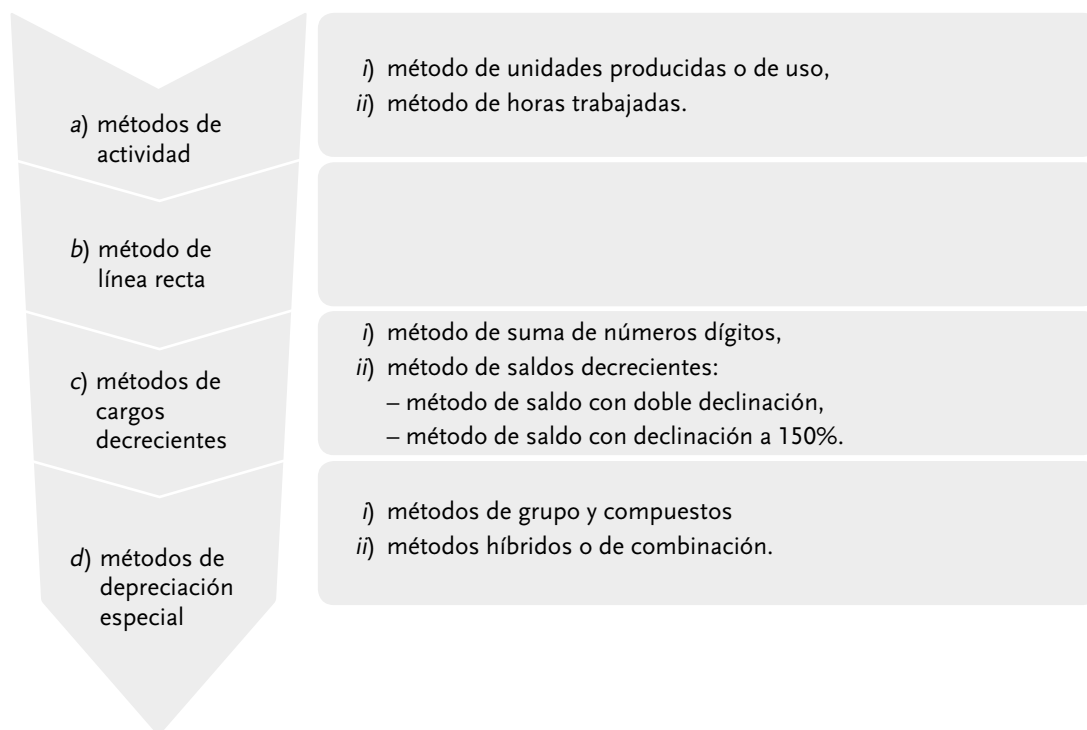 a) métodos de
actividad
i) método de unidades producidas o de uso,
ii) método de horas trabajadas.
b) método de
línea recta
c) métodos de
cargos
decrecientes
i) método de suma de números dígitos,
ii) método de saldos decrecientes:
– método de saldo con doble declinación,
– método de saldo con declinación a 150%.
d) métodos de
depreciación
especial
i) métodos de grupo y compuestos
ii) métodos híbridos o de combinación.